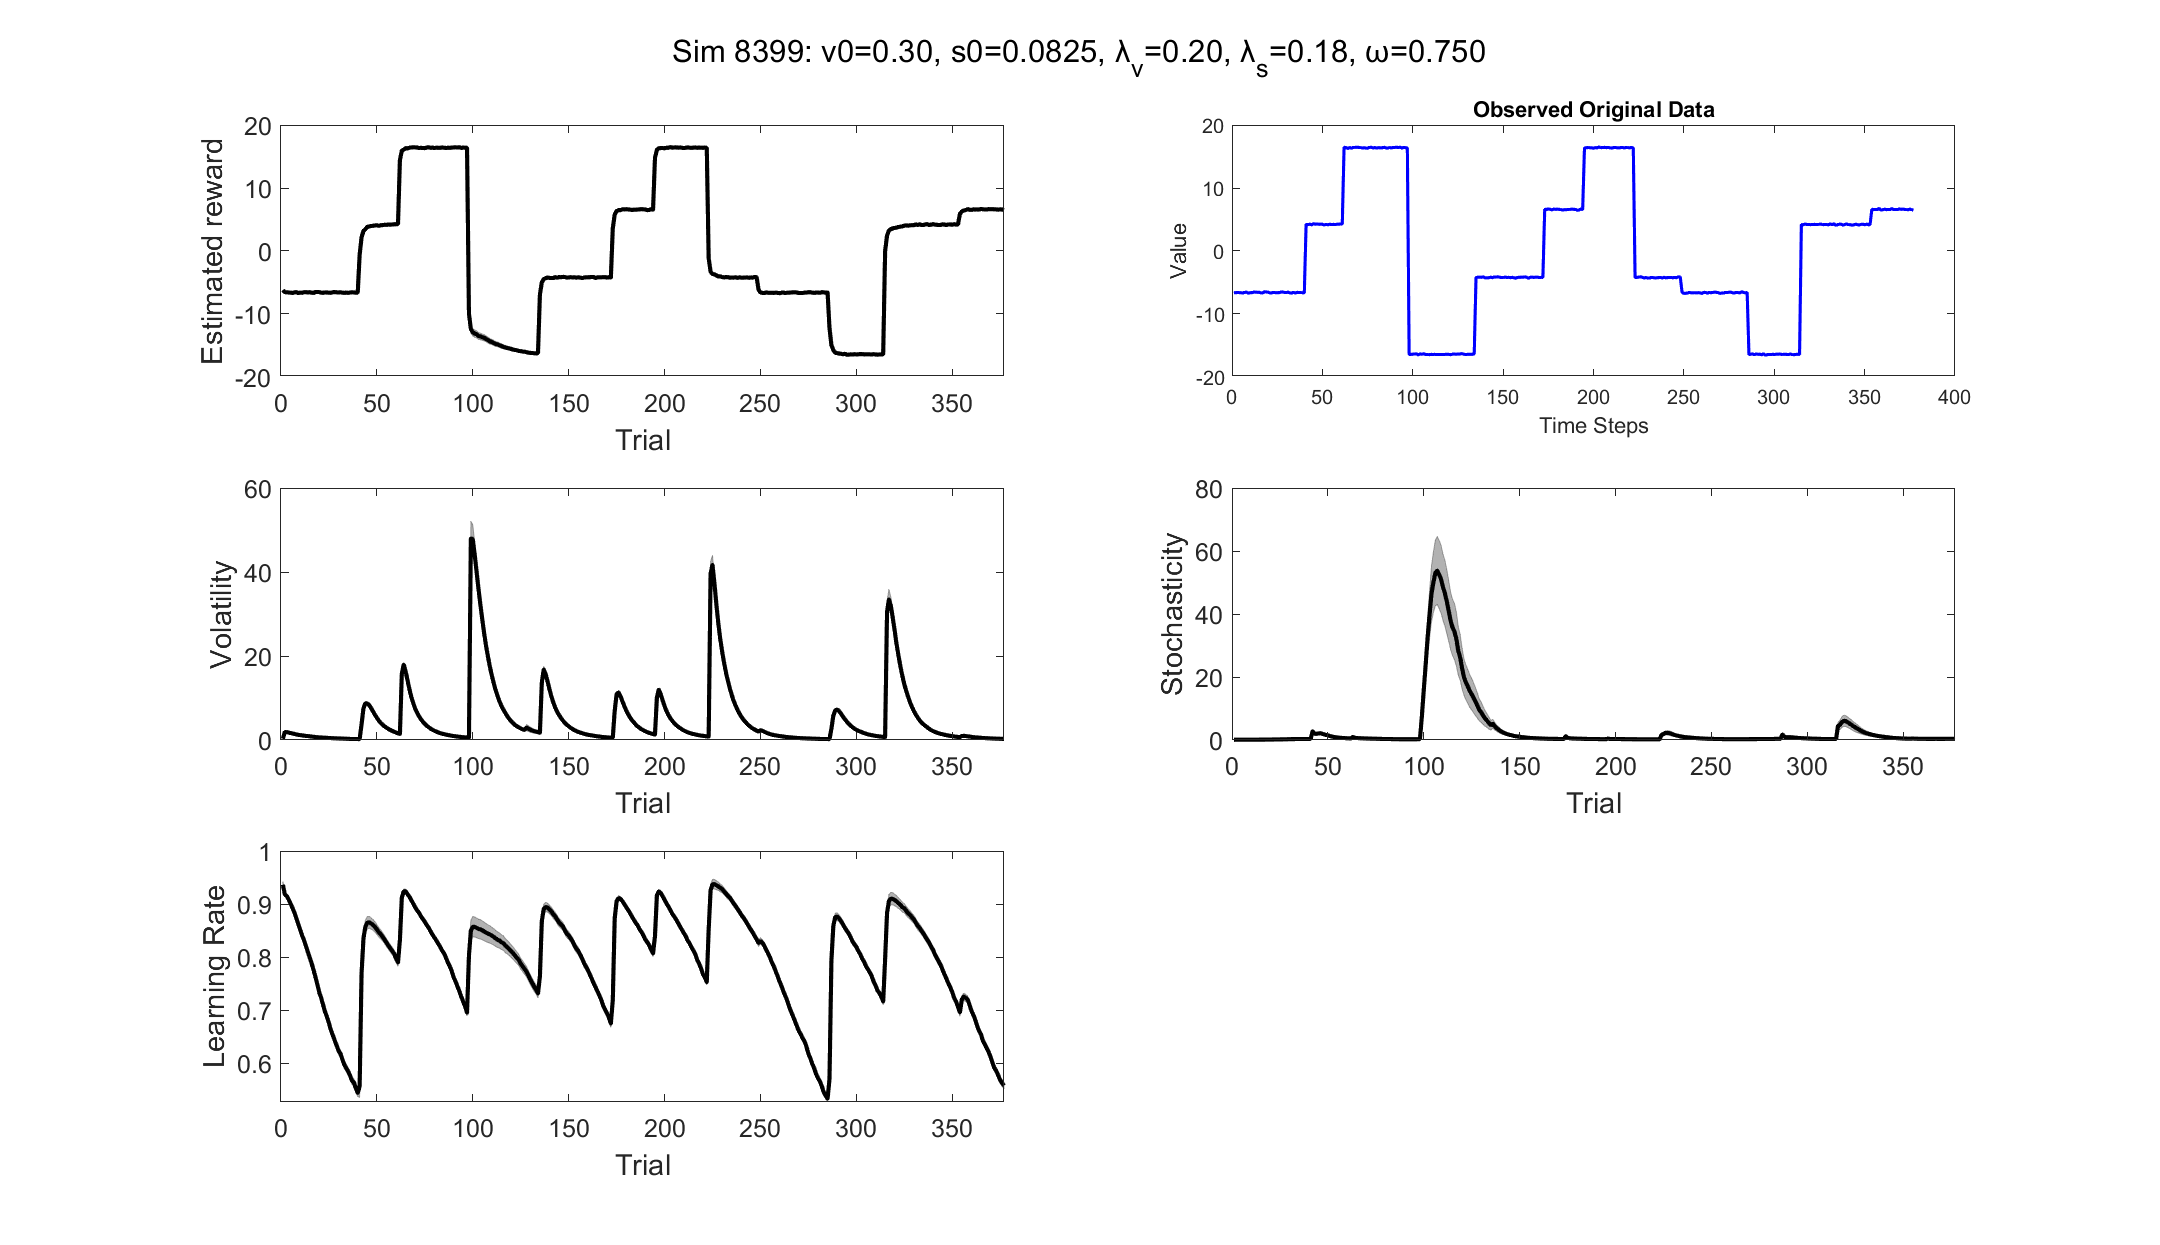 Sim 8399: v0=0.30, s0=0.0825, λ_v=0.20, λ_s=0.18, ω=0.750
Estimated reward
20
10
0
-10
-20
0 50 100 150 200 250 300 350
Trial
Observed Original Data
Value
20
10
0
-10
-20
0 50 100 150 200 250 300 350 400
Time Steps
Volatility
60
40
20
0
0 50 100 150 200 250 300 350
Trial
Stochasticity
80
60
40
20
0
0 50 100 150 200 250 300 350
Trial
Learning Rate
1
0.9
0.8
0.7
0.6
0 50 100 150 200 250 300 350
Trial